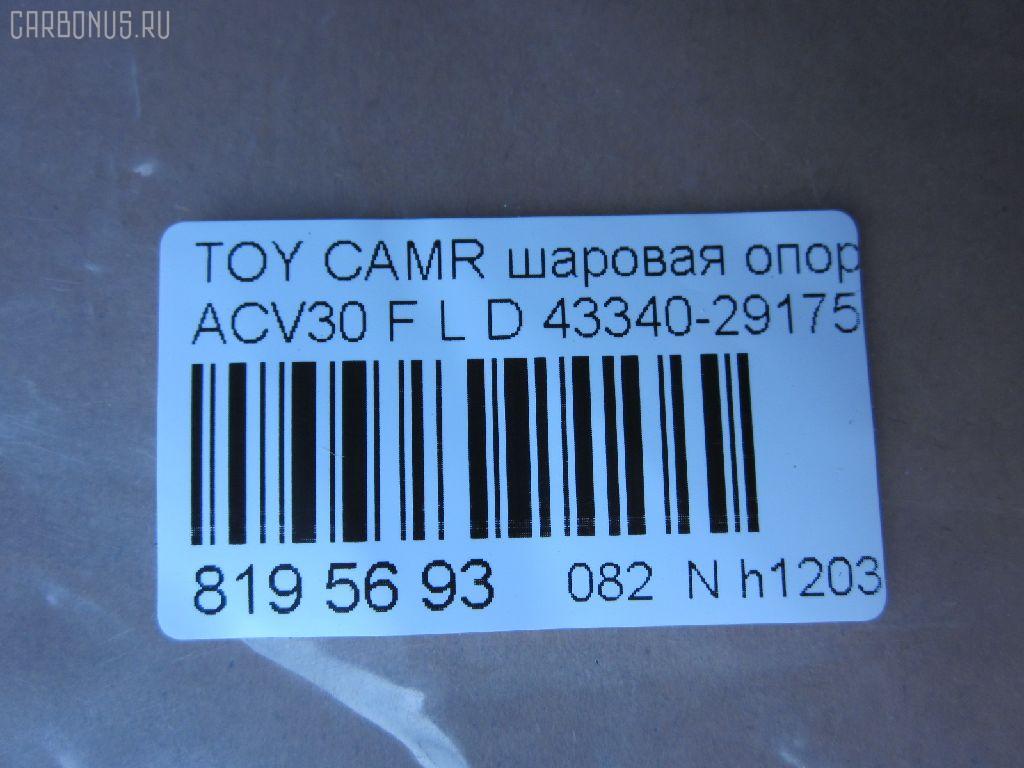 CARBONUS.RU
TOY CAMR шаровая опор
ACV30 F L D 43340-29175
819 56 93 082 N h1203